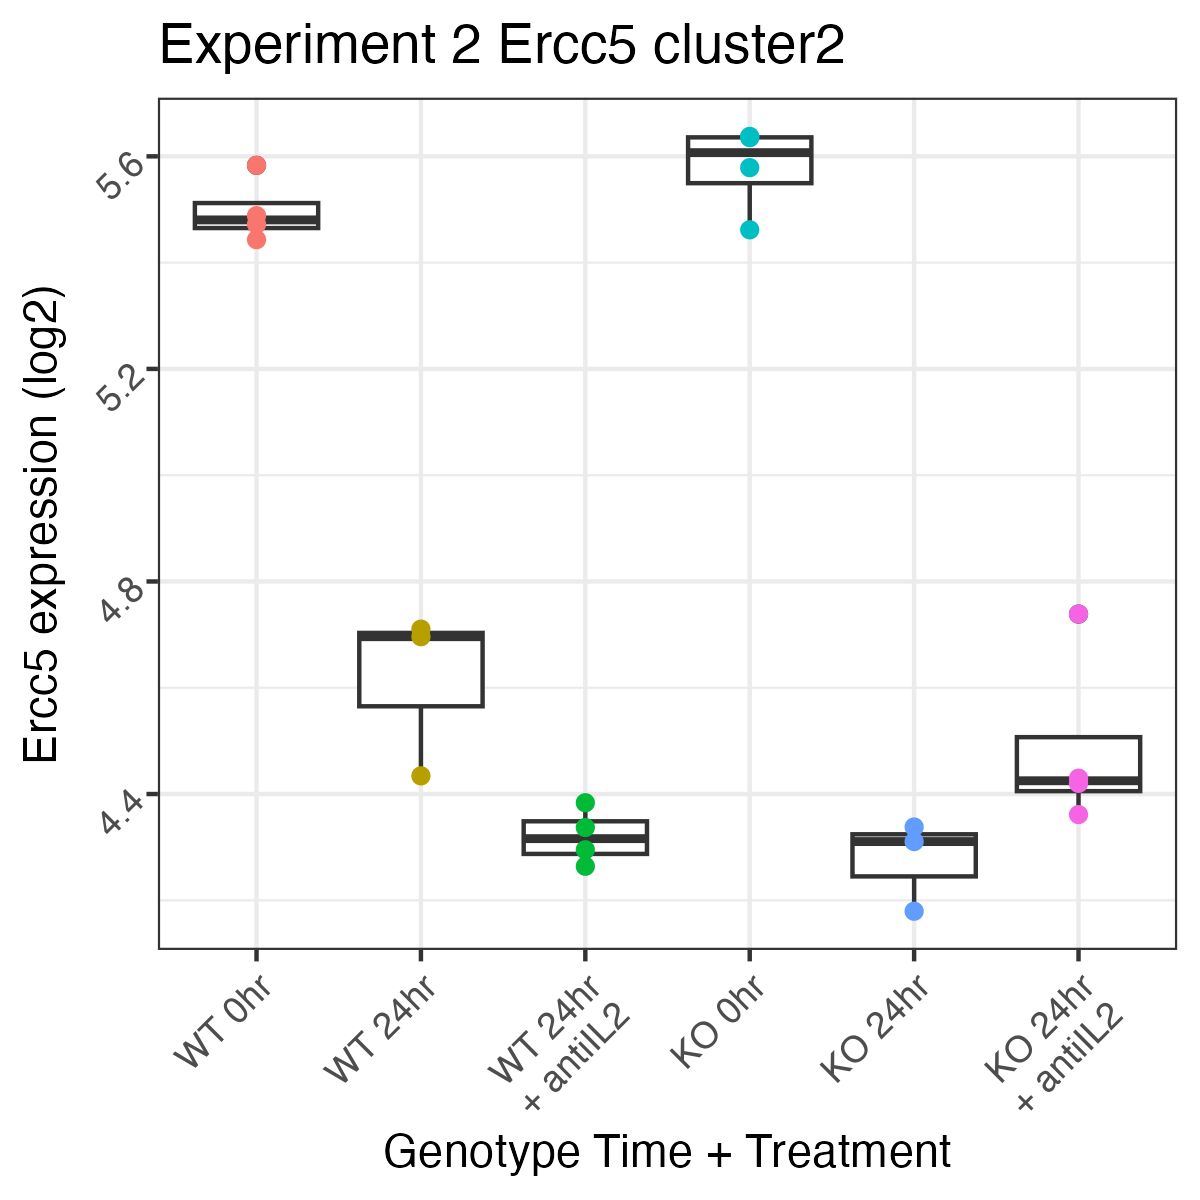 Experiment 2 Ercc5 cluster2
Ercc5 expression (log2)
5.6
5.2
4.8
4.4
WT 0hr
WT 24hr
WT 24hr
+ antiIL2
KO 0hr
KO 24hr
KO 24hr
+ antiIL2
Genotype Time + Treatment